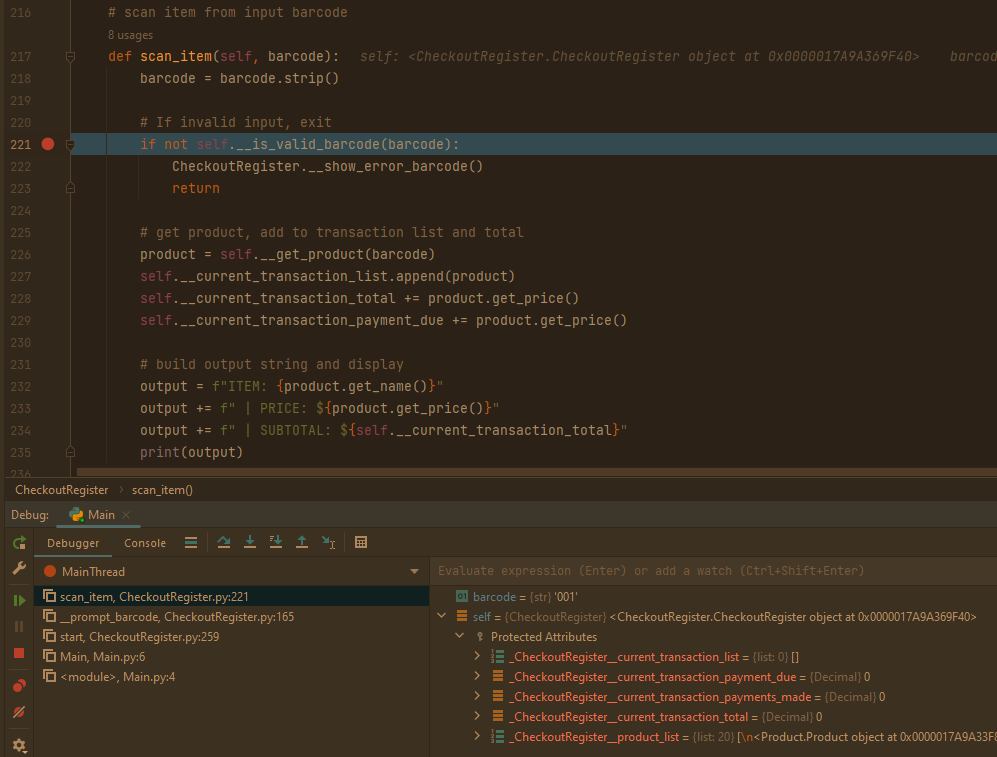 216 # scan item from input barcode
8 usages
217 def scan_item(self, barcode): self: <CheckoutRegister.CheckoutRegister object at 0x0000017A9A369F40>
218 barcode = barcode.strip()
219
220 # If invalid input, exit
221 if not self.__is_valid_barcode(barcode):
222 CheckoutRegister.__show_error_barcode()
223 return
224
225 # get product, add to transaction list and total
226 product = self.__get_product(barcode)
227 self.__current_transaction_list.append(product)
228 self.__current_transaction_total += product.get_price()
229 self.__current_transaction_payment_due += product.get_price()
230
231 # build output string and display
232 output = f"ITEM: {product.get_name()}"
233 output += f" | PRICE: ${product.get_price()}"
234 output += f" | SUBTOTAL: ${self.__current_transaction_total}"
235 print(output)
236
CheckoutRegister > scan_item()
Debug: Main ×
Debugger Console
MainThread
Evaluate expression (Enter) or add a watch (Ctrl+Shift+Enter)
scan_item, CheckoutRegister.py:221
__prompt_barcode, CheckoutRegister.py:165
start, CheckoutRegister.py:259
Main, Main.py:6
<module>, Main.py:4
barcode = {str} '001'
self = {CheckoutRegister} <CheckoutRegister.CheckoutRegister object at 0x0000017A9A369F40>
Protected Attributes
_CheckoutRegister__current_transaction_list = {list: 0} []
_CheckoutRegister__current_transaction_payment_due = {Decimal} 0
_CheckoutRegister__current_transaction_payments_made = {Decimal} 0
_CheckoutRegister__current_transaction_total = {Decimal} 0
_CheckoutRegister__product_list = {list: 20} [\n<Product.Product object at 0x0000017A9A33F8